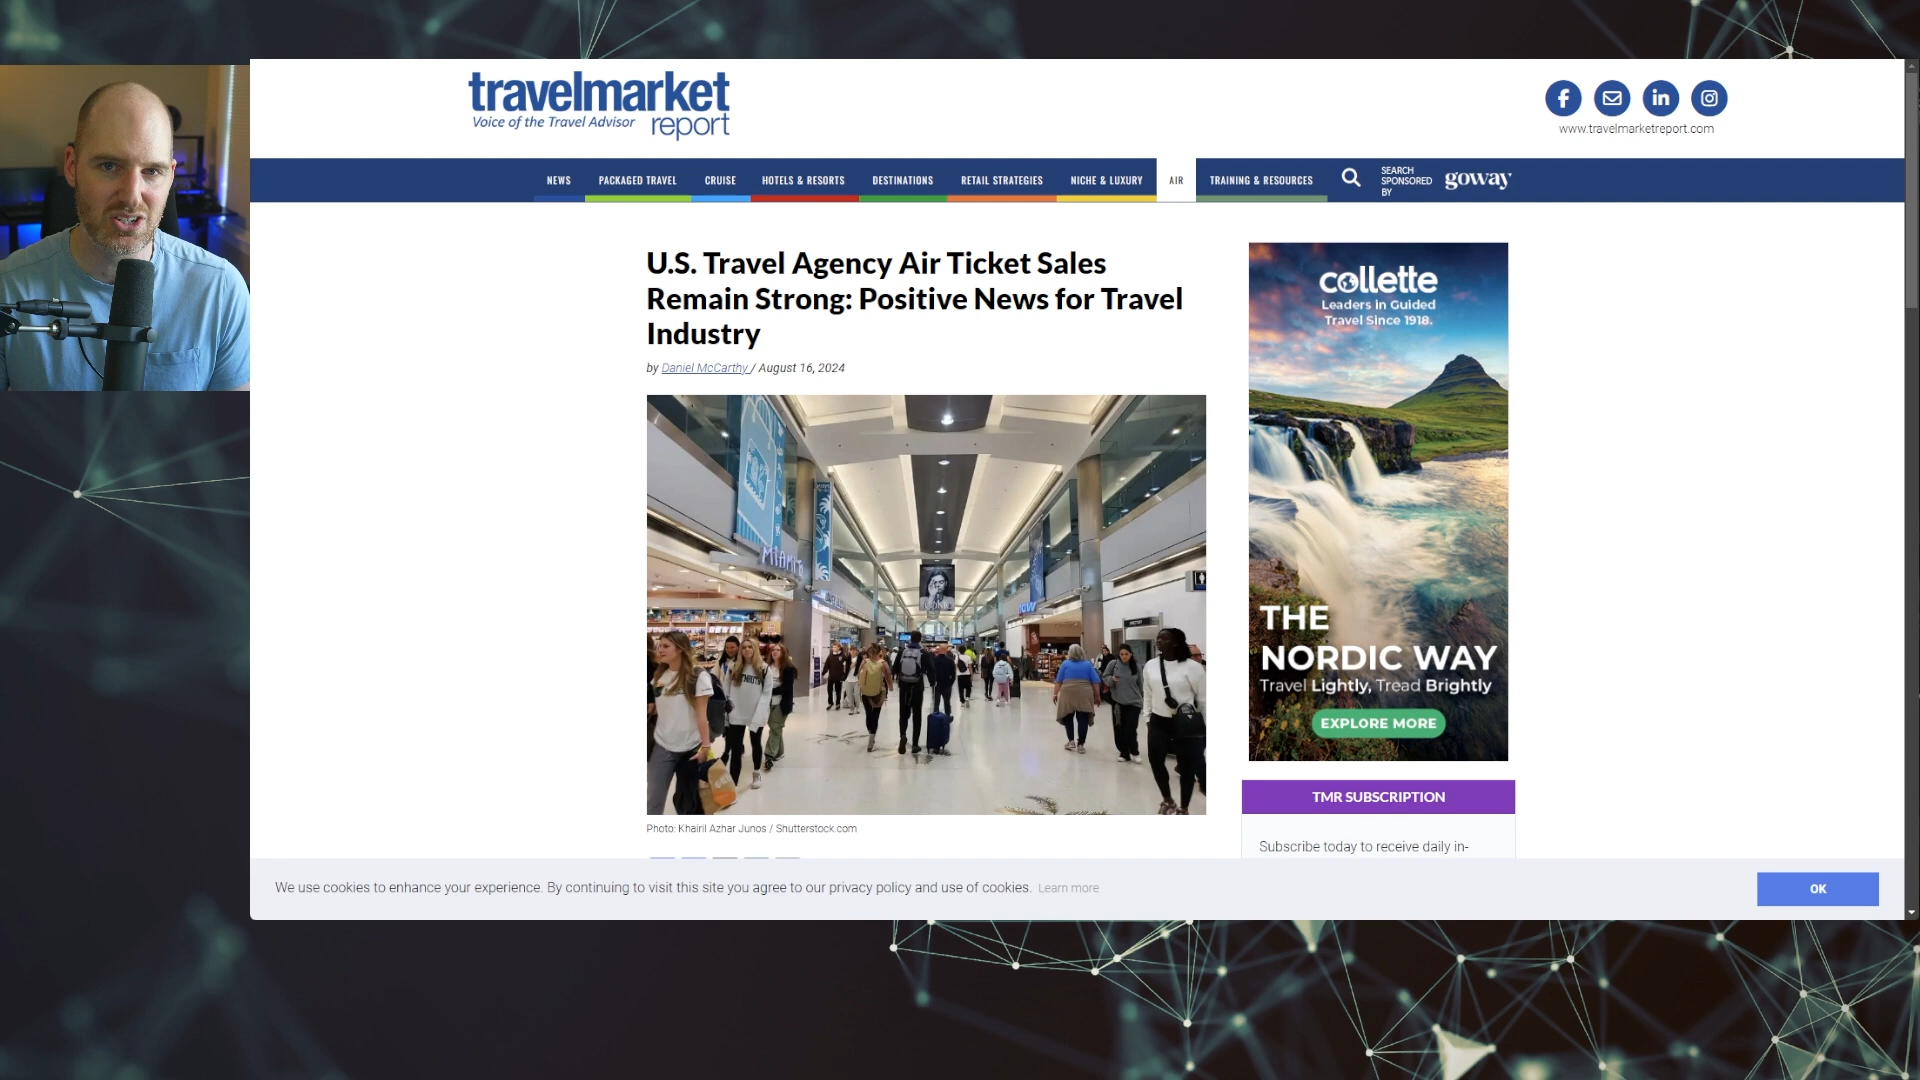 travelmarket
Voice of the Travel Advisor report
www.travelmarketreport.com
NEWS PACKAGED TRAVEL CRUISE HOTELS & RESORTS DESTINATIONS RETAIL STRATEGIES NICHE & LUXURY AIR TRAINING & RESOURCES
SEARCH
SPONSORED
BY
goway
U.S. Travel Agency Air Ticket Sales
Remain Strong: Positive News for Travel
Industry
by Daniel McCarthy / August 16, 2024
MIAMI
Photo: Khairil Azhar Junos / Shutterstock.com
collette
Leaders in Guided
Travel Since 1918.
THE
NORDIC WAY
Travel Lightly, Tread Brightly
EXPLORE MORE
TMR SUBSCRIPTION
Subscribe today to receive daily in-
We use cookies to enhance your experience. By continuing to visit this site you agree to our privacy policy and use of cookies. Learn more
OK